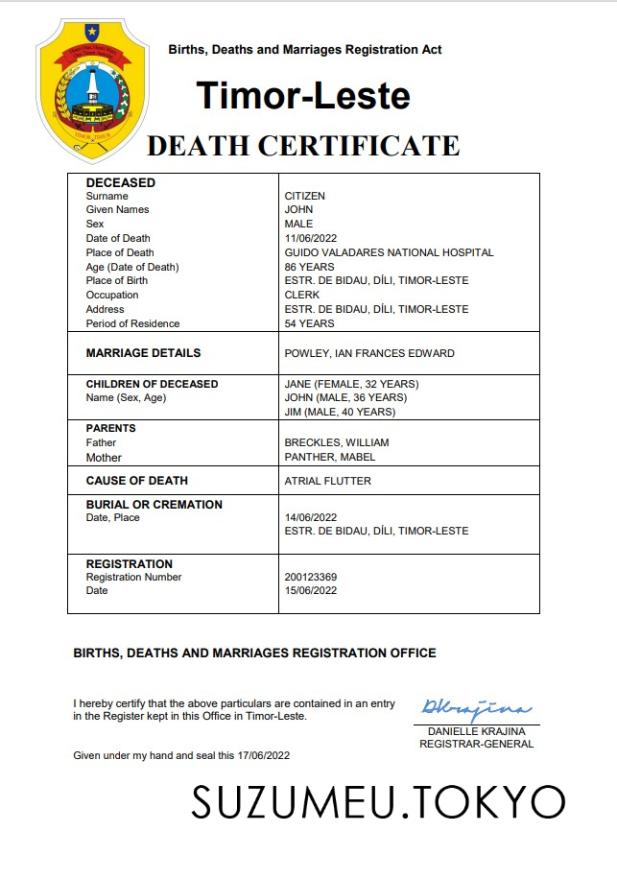 Births, Deaths and Marriages Registration Act
Timor-Leste
DEATH CERTIFICATE
DECEASED
Surname CITIZEN
Given Names JOHN
Sex MALE
Date of Death 11/06/2022
Place of Death GUIDO VALADARES NATIONAL HOSPITAL
Age (Date of Death) 86 YEARS
Place of Birth ESTR. DE BIDAU, DÍLI, TIMOR-LESTE
Occupation CLERK
Address ESTR. DE BIDAU, DÍLI, TIMOR-LESTE
Period of Residence 54 YEARS
MARRIAGE DETAILS POWLEY, IAN FRANCES EDWARD
CHILDREN OF DECEASED JANE (FEMALE, 32 YEARS)
Name (Sex, Age) JOHN (MALE, 36 YEARS)
JIM (MALE, 40 YEARS)
PARENTS
Father BRECKLES, WILLIAM
Mother PANTHER, MABEL
CAUSE OF DEATH ATRIAL FLUTTER
BURIAL OR CREMATION
Date, Place 14/06/2022
ESTR. DE BIDAU, DÍLI, TIMOR-LESTE
REGISTRATION
Registration Number 200123369
Date 15/06/2022
BIRTHS, DEATHS AND MARRIAGES REGISTRATION OFFICE
I hereby certify that the above particulars are contained in an entry
in the Register kept in this Office in Timor-Leste.
DKrajina
DANIELLE KRAJINA
REGISTRAR-GENERAL
Given under my hand and seal this 17/06/2022
SUZUMEU.TOKYO